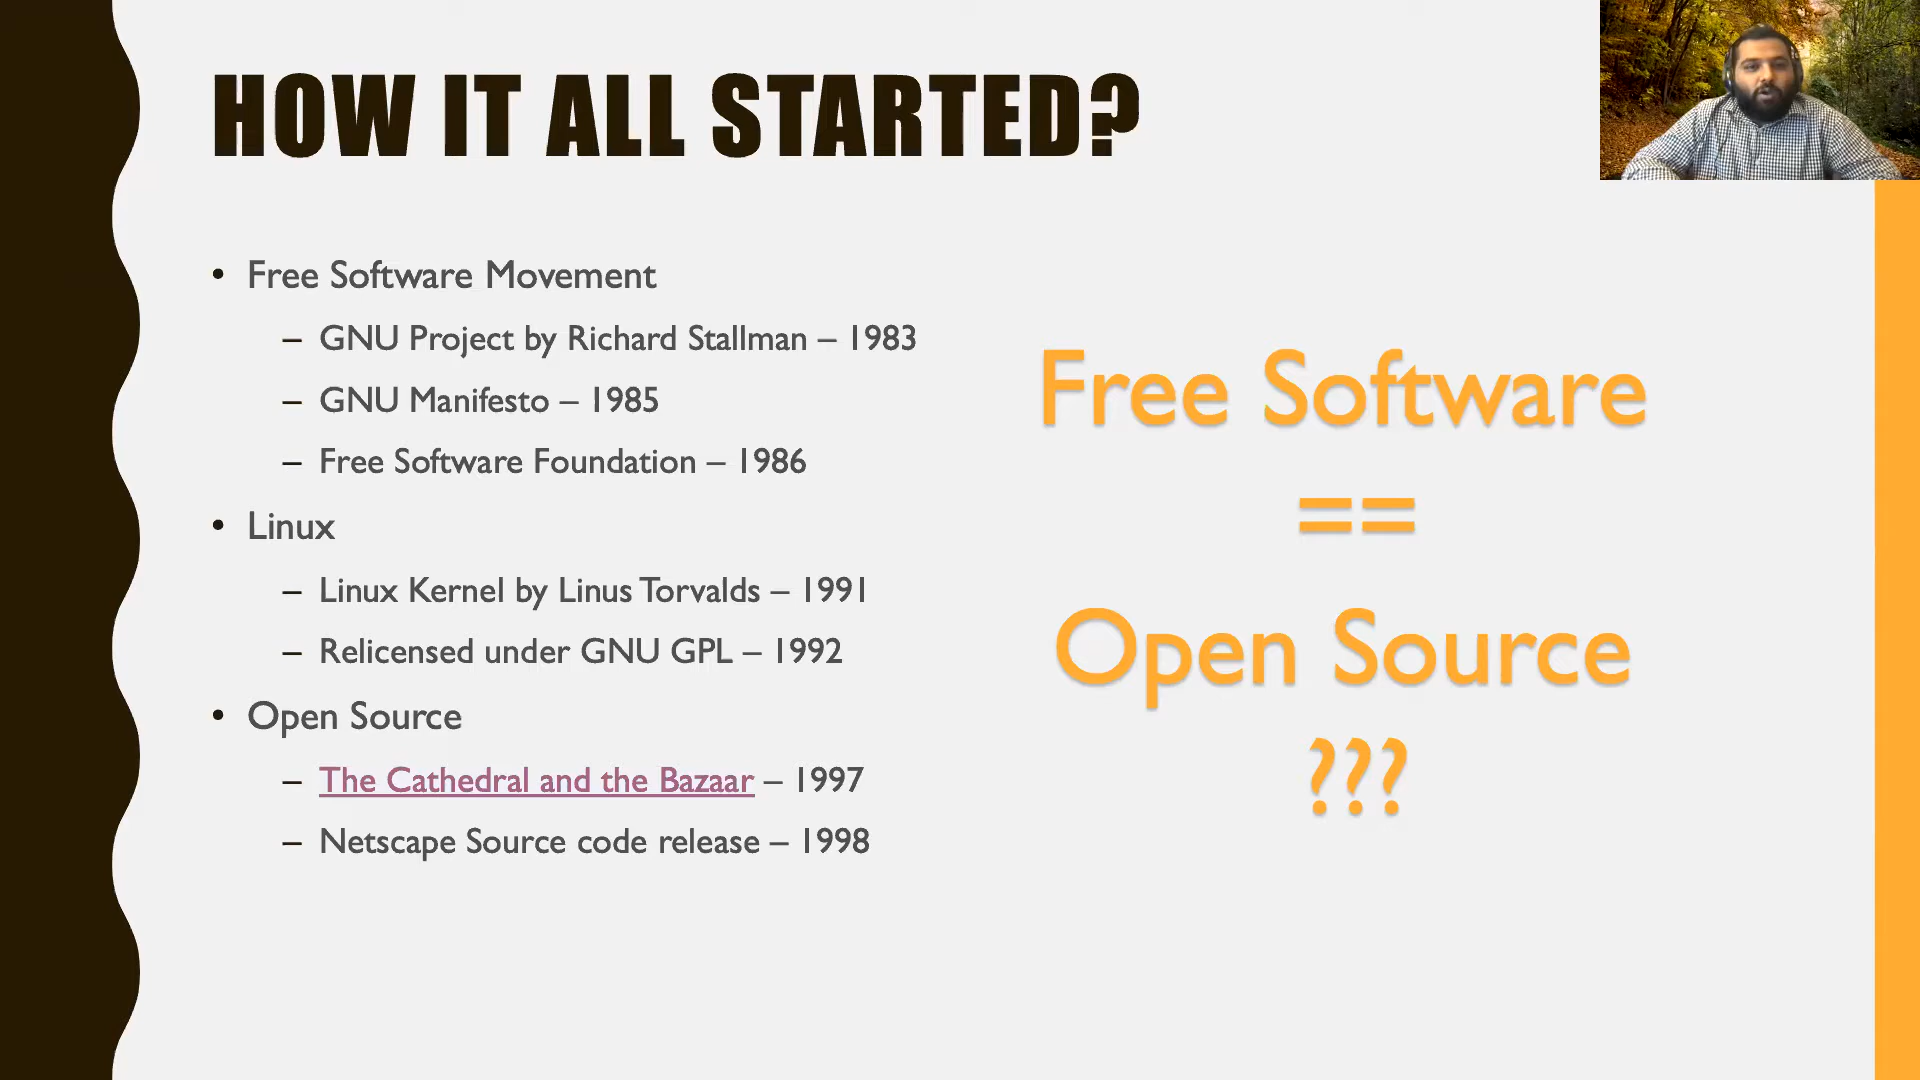 HOW IT ALL STARTED?
• Free Software Movement
– GNU Project by Richard Stallman – 1983
– GNU Manifesto – 1985
– Free Software Foundation – 1986
• Linux
– Linux Kernel by Linus Torvalds – 1991
– Relicensed under GNU GPL – 1992
• Open Source
– The Cathedral and the Bazaar – 1997
– Netscape Source code release – 1998
Free Software
==
Open Source
???